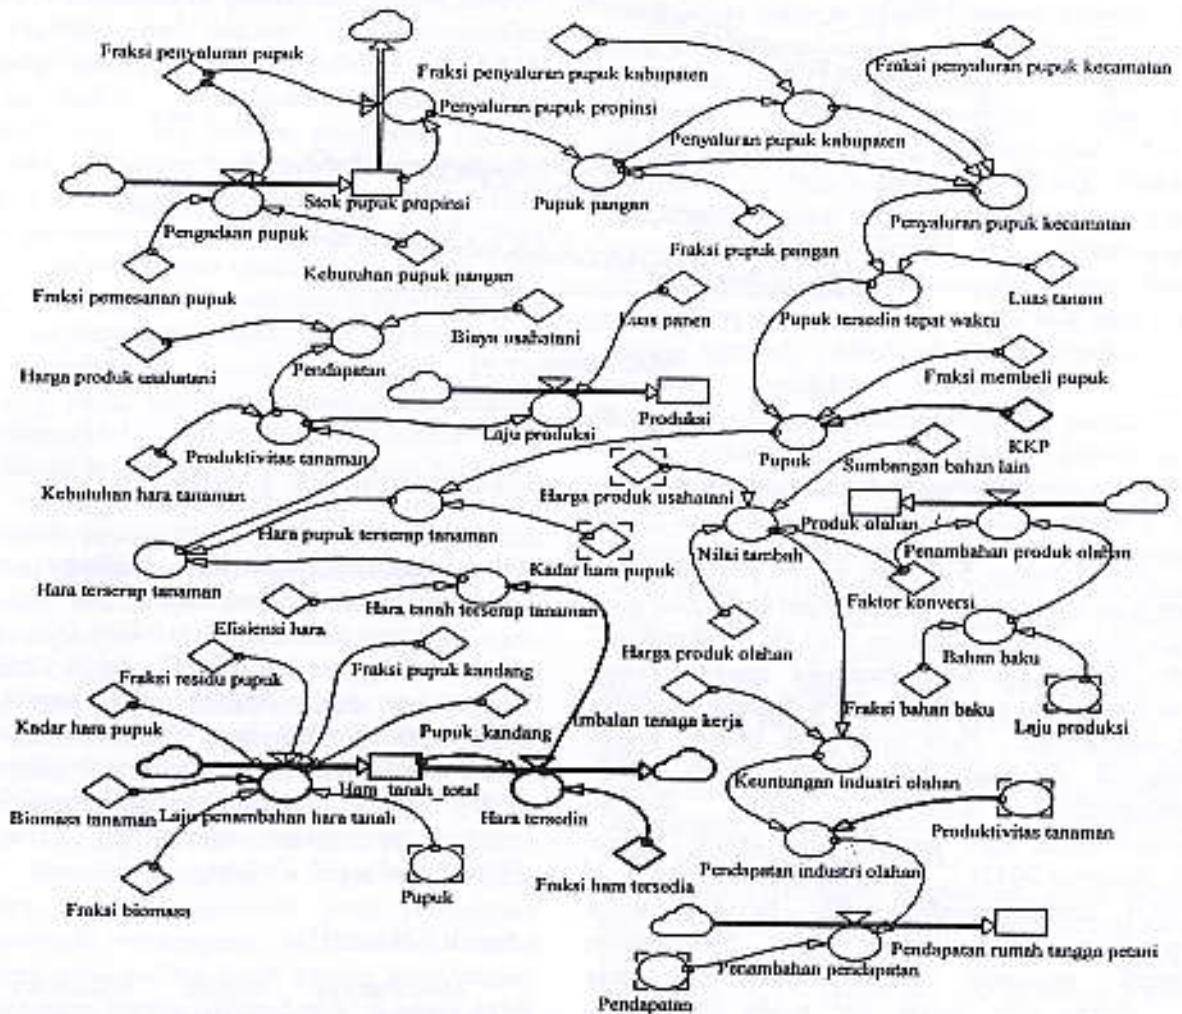 Fraksi penyaluran pupuk
Fraksi penyaluran pupuk kabupaten
Fraksi penyaluran pupuk kecamatan
Penyaluran pupuk propinsi
Penyaluran pupuk kabupaten
Stok pupuk propinsi
Pupuk pangan
Pengadaan pupuk
Penyaluran pupuk kecamatan
Fraksi pupuk pangan
Kebutuhan pupuk pangan
Fraksi pemesanan pupuk
Luas tanam
Pupuk tersedia tepat waktu
Luas panen
Biaya usahatani
Harga produk usahatani
Pendapatan
Fraksi membeli pupuk
Produksi
Laju produksi
KKP
Produktivitas tanaman
Pupuk
Sumbangan bahan lain
Kebutuhan hara tanaman
Harga produk usahatani
Produk olahan
Hara pupuk terserap tanaman
Nilai tambah
Penambahan produk olahan
Kadar hara pupuk
Hara terserap tanaman
Hara tanah terserap tanaman
Faktor konversi
Efisiensi hara
Harga produk olahan
Bahan baku
Fraksi residu pupuk
Fraksi pupuk kandang
Fraksi bahan baku
Laju produksi
Kadar hara pupuk
Pupuk_kandang
Imbalan tenaga kerja
Keuntungan industri olahan
Hara_tanah_total
Biomasa tanaman
Laju penambahan hara tanah
Hara tersedia
Produktivitas tanaman
Pendapatan industri olahan
Fraksi hara tersedia
Pupuk
Fraksi biomasa
Pendapatan rumah tangga petani
Penambahan pendapatan
Pendapatan